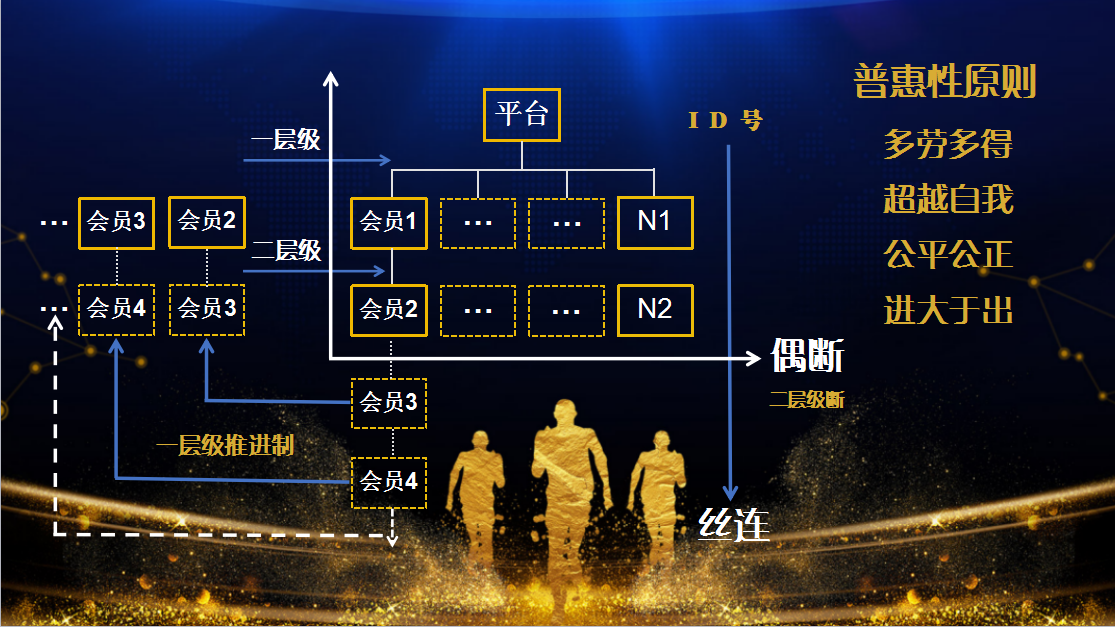 普惠性原则
平台
ID号
一层级
多劳多得
超越自我
… 会员3 会员2 会员1 … … N1
二层级
公平公正
… 会员4 会员3 会员2 … … N2
进大于出
偶断
二层级断
会员3
一层级推进制
会员4
丝连